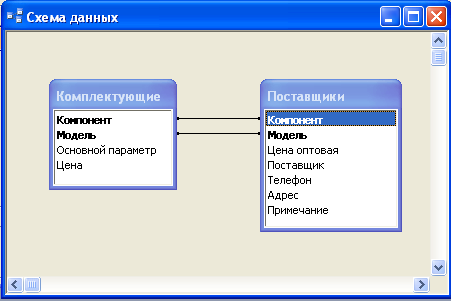 Схема данных
Комплектующие
Компонент
Модель
Основной параметр
Цена
Поставщики
Компонент
Модель
Цена оптовая
Поставщик
Телефон
Адрес
Примечание